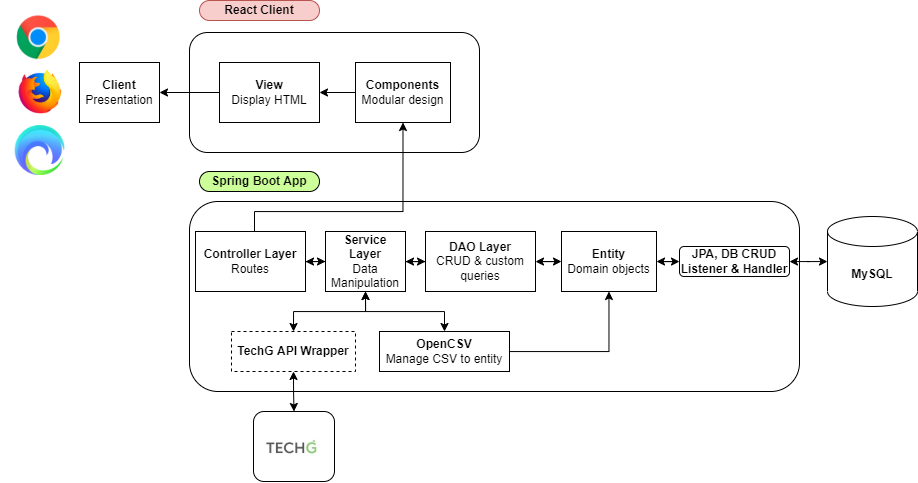 React Client
Client
Presentation
View
Display HTML
Components
Modular design
Spring Boot App
Controller Layer
Routes
Service
Layer
Data
Manipulation
DAO Layer
CRUD & custom
queries
Entity
Domain objects
JPA, DB CRUD
Listener & Handler
MySQL
TechG API Wrapper
OpenCSV
Manage CSV to entity
TECHG